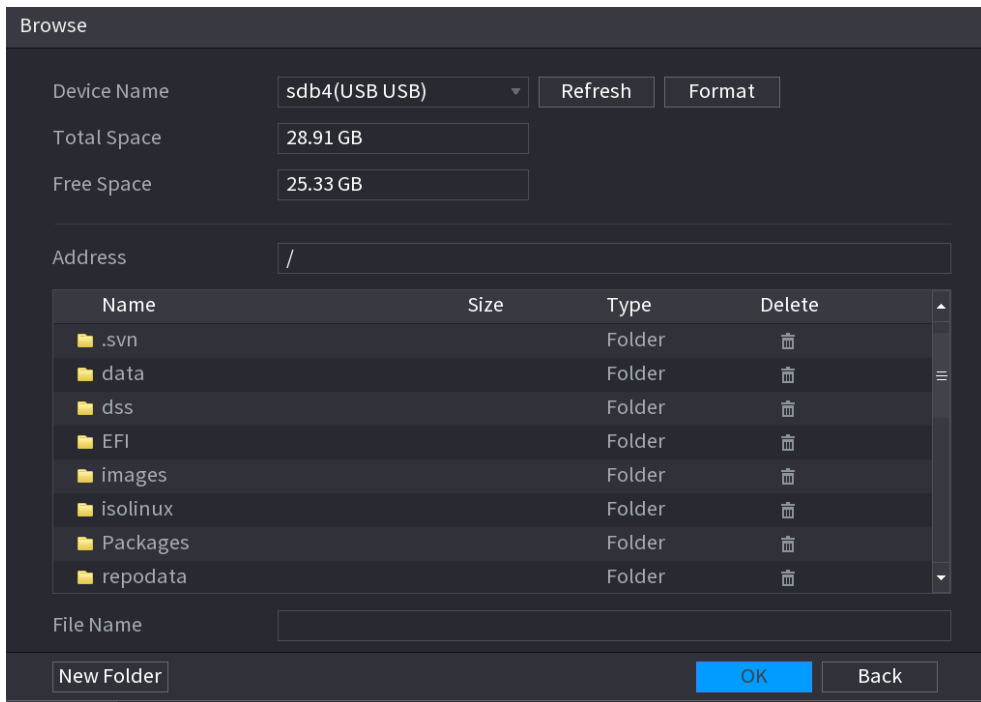 Browse
Device Name sdb4(USB USB) Refresh Format
Total Space 28.91 GB
Free Space 25.33 GB
Address /
Name Size Type Delete
.svn Folder
data Folder
dss Folder
EFI Folder
images Folder
isolinux Folder
Packages Folder
repodata Folder
File Name
New Folder OK Back